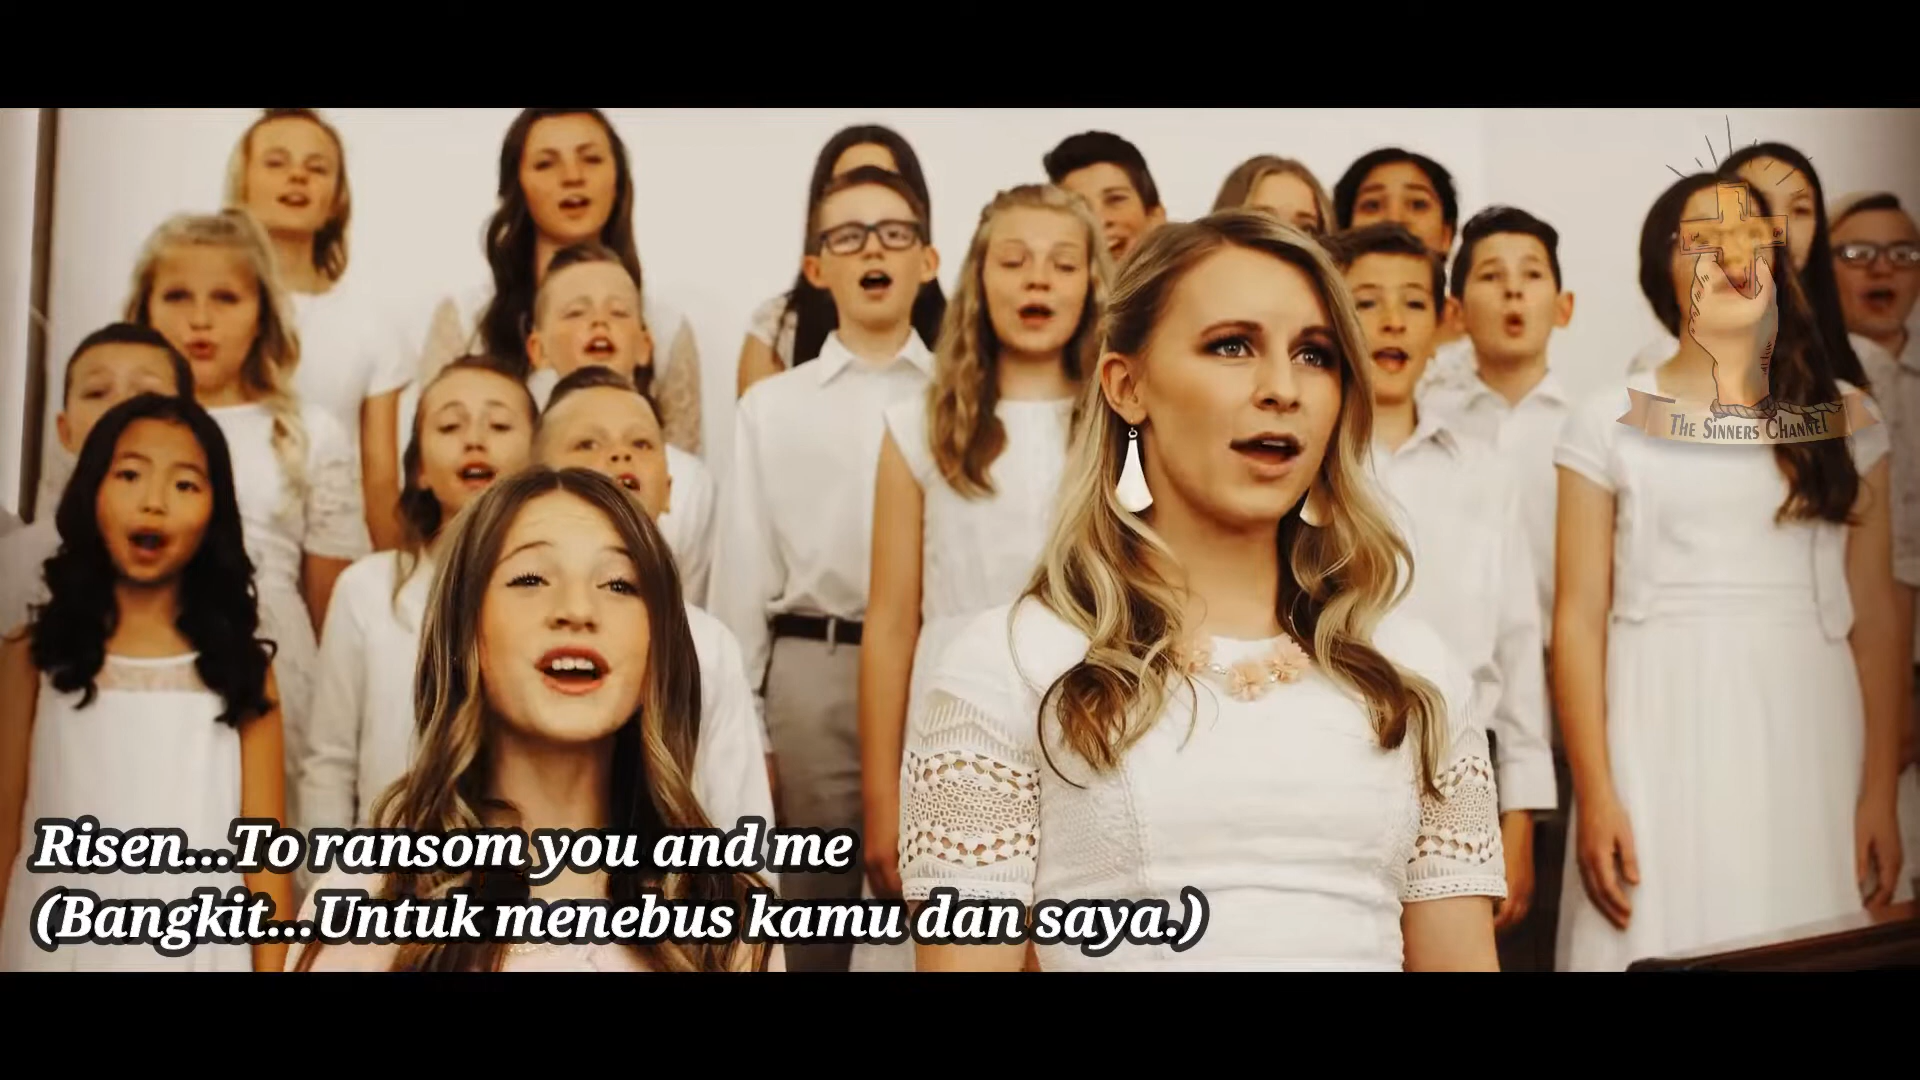 The Sinners Channel
Risen...To ransom you and me
(Bangkit...Untuk menebus kamu dan saya.)